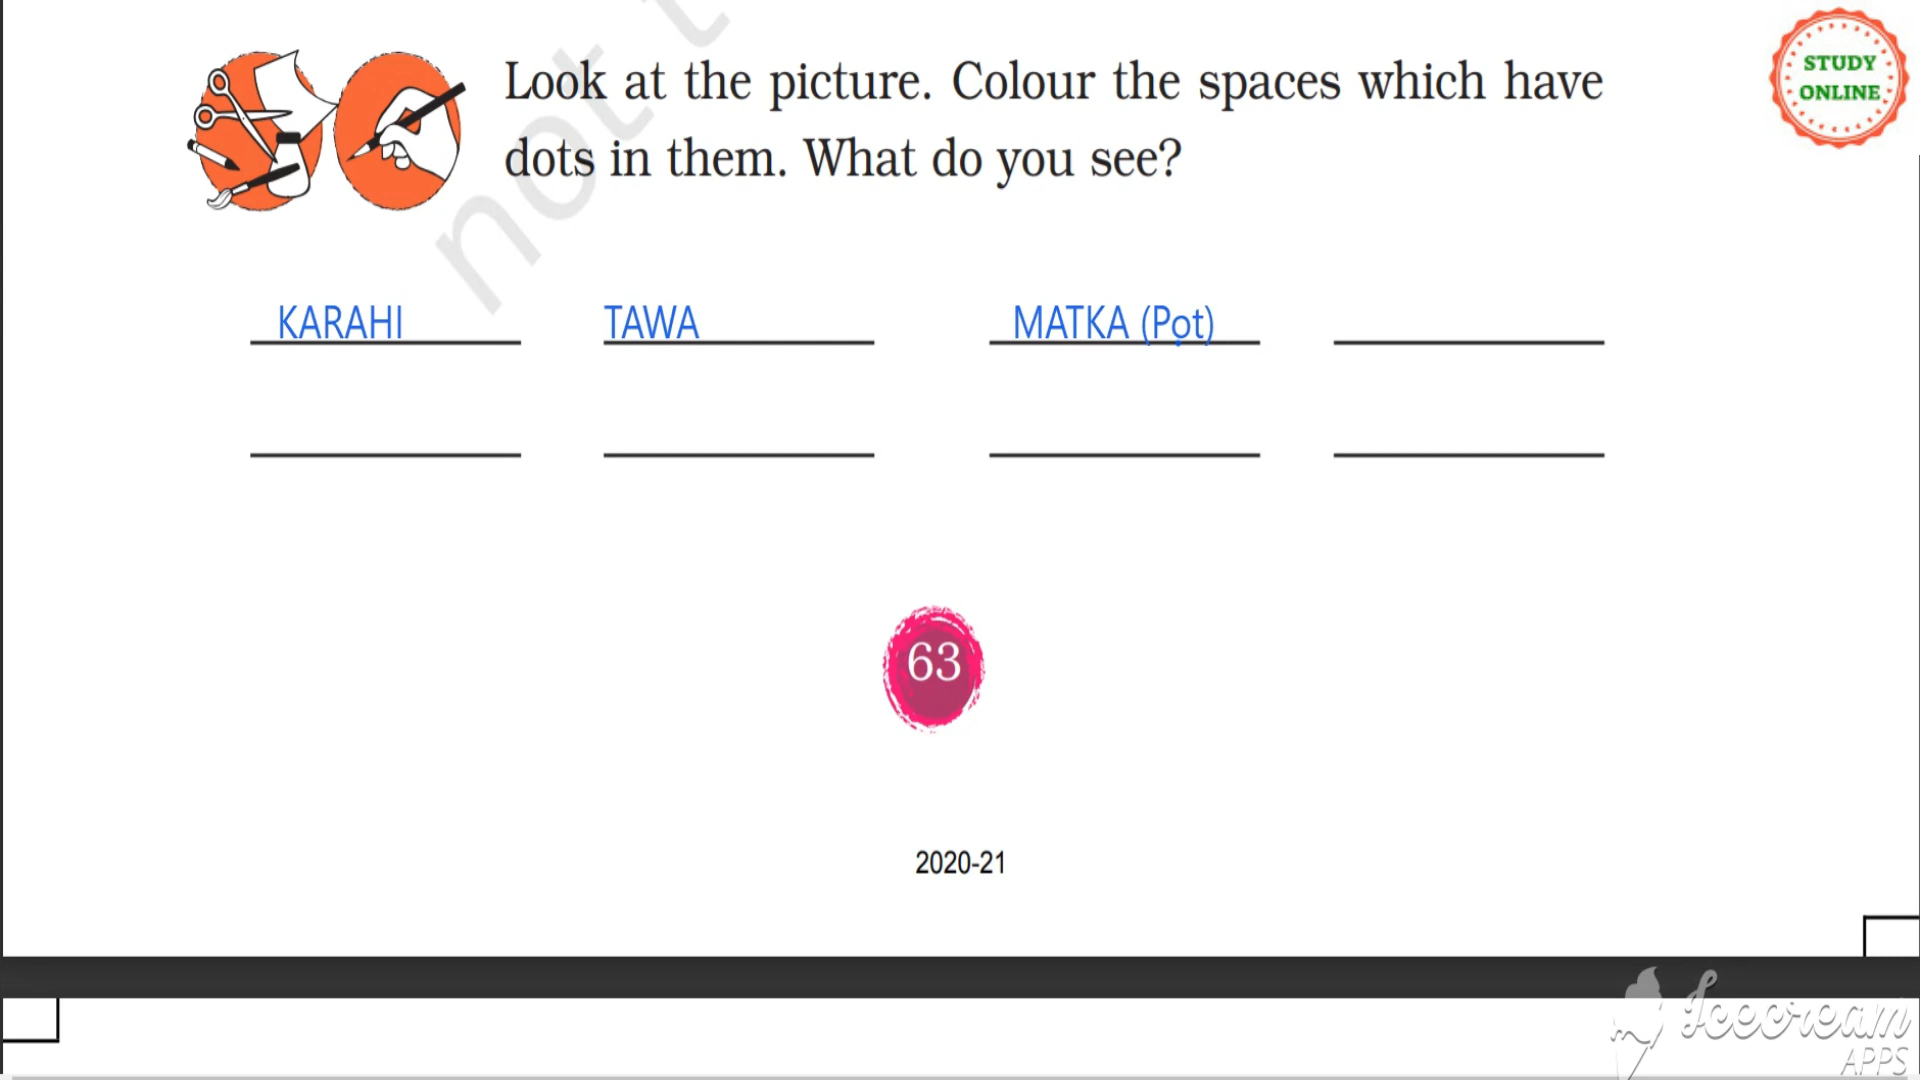 Look at the picture. Colour the spaces which have
dots in them. What do you see?
STUDY
ONLINE
not t
KARAHI TAWA MATKA (Pot)
63
2020-21
Icecream
APPS